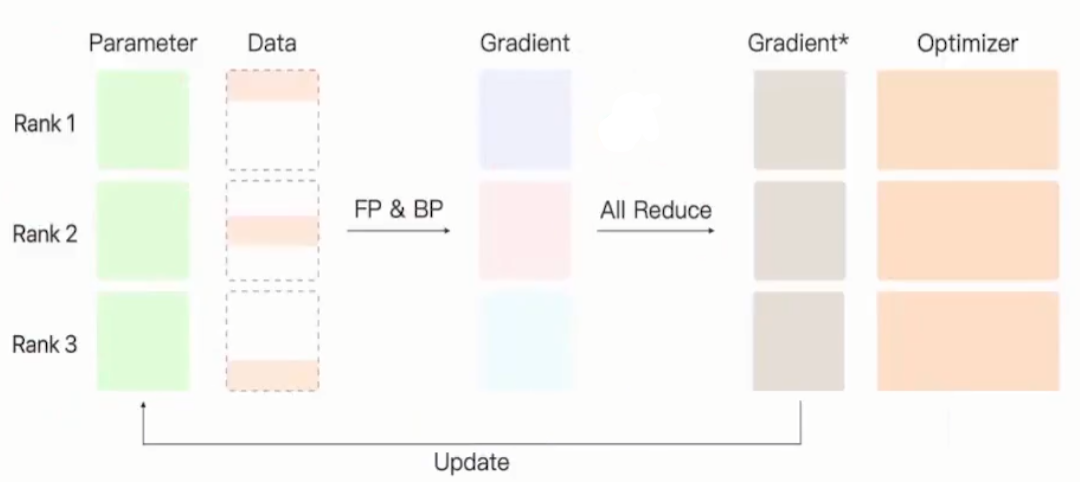 Parameter Data Gradient Gradient* Optimizer
Rank 1
FP & BP All Reduce
Rank 2
Rank 3
Update